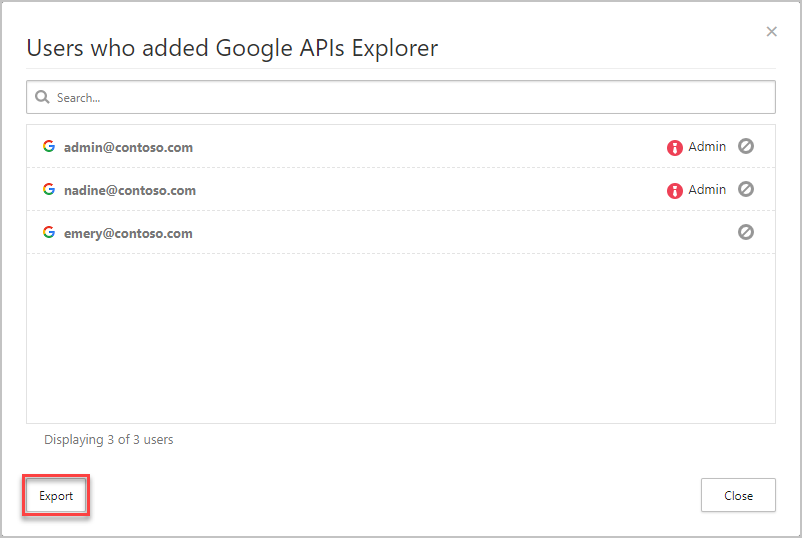 Users who added Google APIs Explorer
Search...
admin@contoso.com Admin
nadine@contoso.com Admin
emery@contoso.com
Displaying 3 of 3 users
Export Close